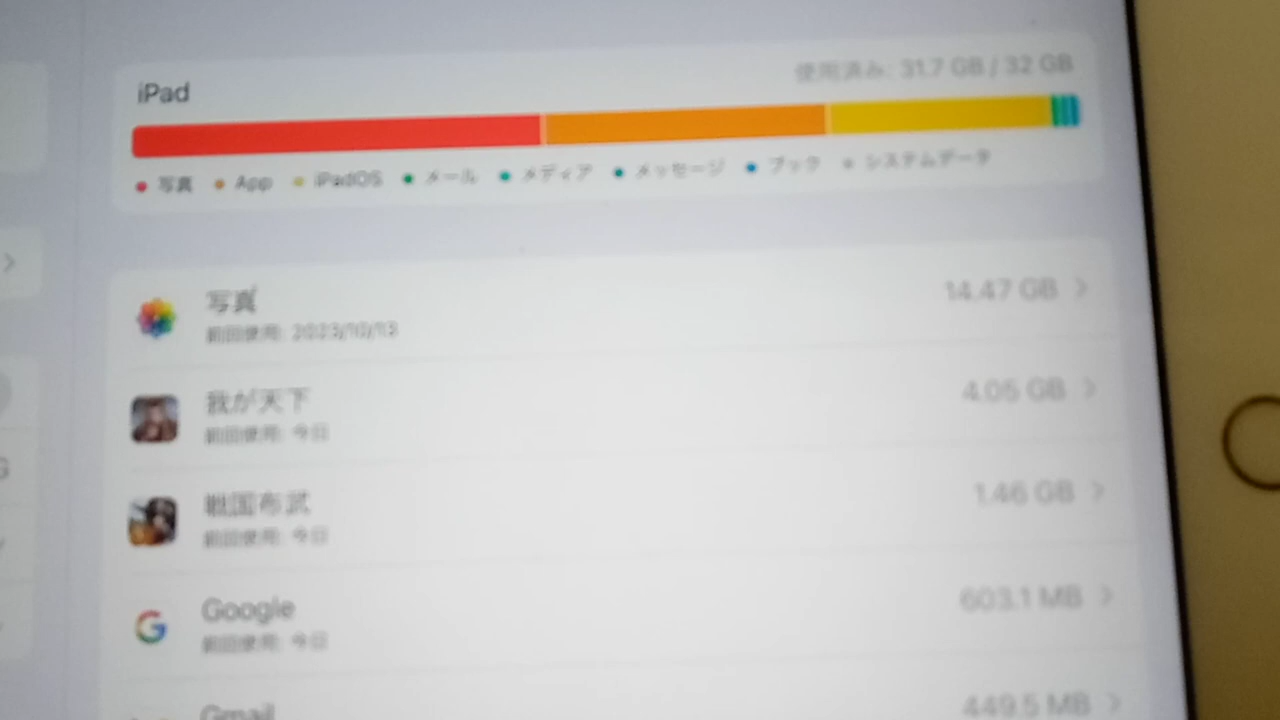 iPad 使用済み: 31.7 GB / 32 GB
写真 App iPadOS メール メディア メッセージ ブック システムデータ
写真 14.47 GB
前回使用: 2023/10/13
我が天下 4.05 GB
前回使用: 今日
戦国布武 1.46 GB
前回使用: 今日
Google 603.1 MB
前回使用: 今日
Gmail 449.5 MB